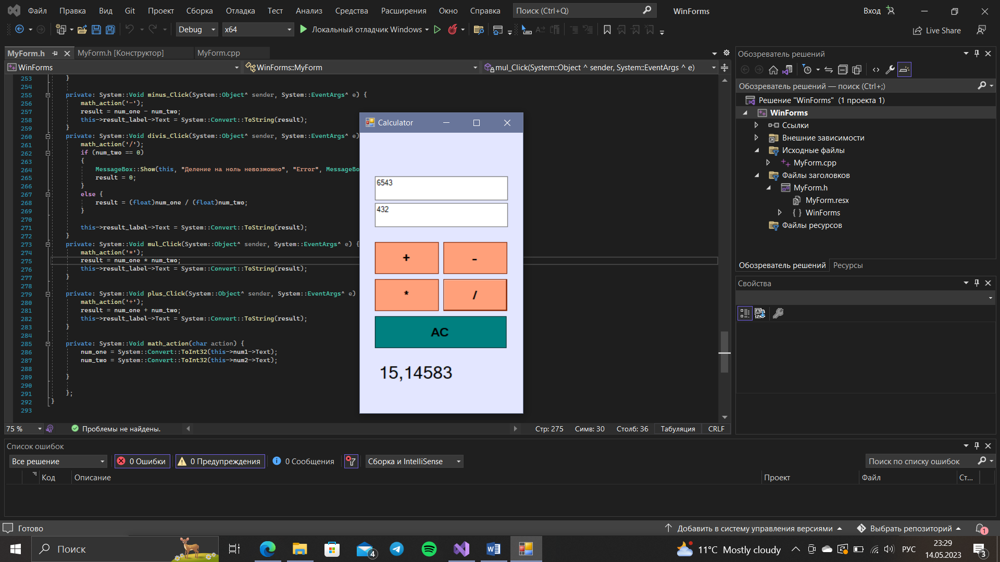 Файл Правка Вид Git Проект Сборка Отладка Тест Анализ Средства Расширения Окно Справка Поиск (Ctrl+Q) WinForms Вход
Debug x64 Локальный отладчик Windows Live Share
MyForm.h MyForm.h [Конструктор] MyForm.cpp
WinForms WinForms::MyForm mul_Click(System::Object ^ sender, System::EventArgs ^ e)
253 }
254
255 private: System::Void minus_Click(System::Object^ sender, System::EventArgs^ e) {
256 math_action('-');
257 result = num_one - num_two;
258 this->result_label->Text = System::Convert::ToString(result);
259 }
260 private: System::Void divis_Click(System::Object^ sender, System::EventArgs^ e)
261 math_action('/');
262 if (num_two == 0)
263 {
264 MessageBox::Show(this, "Деление на ноль невозможно", "Error", MessageBo
265 result = 0;
266 }
267 else {
268 result = (float)num_one / (float)num_two;
269 }
270
271 this->result_label->Text = System::Convert::ToString(result);
272 }
273 private: System::Void mul_Click(System::Object^ sender, System::EventArgs^ e) {
274 math_action('*');
275 result = num_one * num_two;
276 this->result_label->Text = System::Convert::ToString(result);
277 }
278
279 private: System::Void plus_Click(System::Object^ sender, System::EventArgs^ e)
280 math_action('+');
281 result = num_one + num_two;
282 this->result_label->Text = System::Convert::ToString(result);
283 }
284
285 private: System::Void math_action(char action) {
286 num_one = System::Convert::ToInt32(this->num1->Text);
287 num_two = System::Convert::ToInt32(this->num2->Text);
288
289 }
290
291 };
292 }
293
Calculator
6543
432
+ -
* /
AC
15,14583
75 % Проблемы не найдены. Стр: 275 Симв: 30 Столб: 36 Табуляция CRLF
Обозреватель решений
Обозреватель решений — поиск (Ctrl+;)
Решение "WinForms" (1 проекта 1)
WinForms
Ссылки
Внешние зависимости
Исходные файлы
MyForm.cpp
Файлы заголовков
MyForm.h
MyForm.resx
{ } WinForms
Файлы ресурсов
Обозреватель решений Ресурсы
Свойства
Список ошибок
Все решение 0 Ошибки 0 Предупреждения 0 Сообщения Сборка и IntelliSense Поиск по списку ошибок
Код Описание Проект Файл Ст...
Готово Добавить в систему управления версиями Выбрать репозиторий 1
Поиск 4 11°C Mostly cloudy РУС 23:29
14.05.2023 3